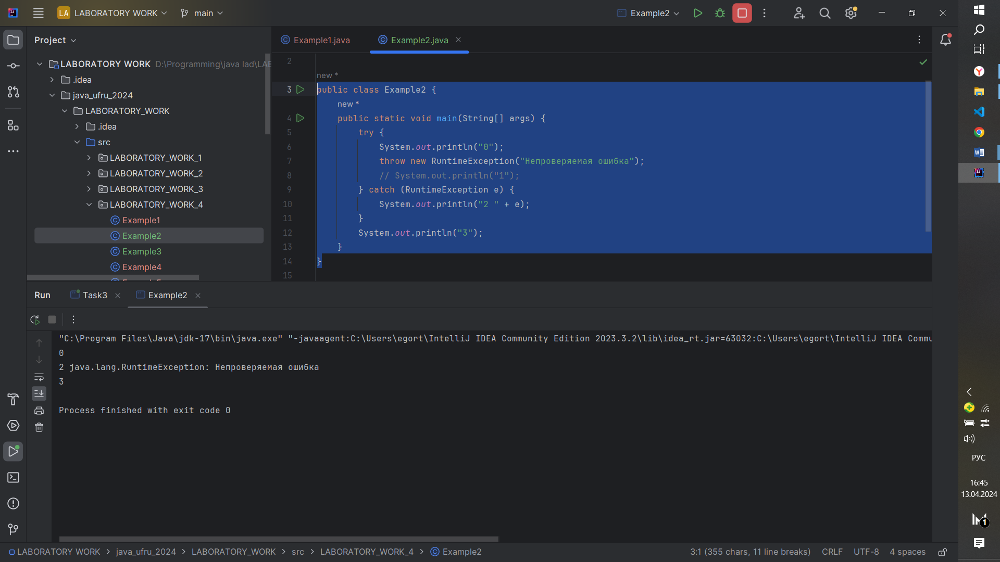 LA LABORATORY WORK main Example2
Project
Example1.java Example2.java
LABORATORY WORK D:\Programming\java lad\LAE
.idea
java_ufru_2024
LABORATORY_WORK
.idea
src
LABORATORY_WORK_1
LABORATORY_WORK_2
LABORATORY_WORK_3
LABORATORY_WORK_4
Example1
Example2
Example3
Example4
2
new *
3 public class Example2 {
new *
4 public static void main(String[] args) {
5 try {
6 System.out.println("0");
7 throw new RuntimeException("Непроверяемая ошибка");
8 // System.out.println("1");
9 } catch (RuntimeException e) {
10 System.out.println("2 " + e);
11 }
12 System.out.println("3");
13 }
14 }
15
Run Task3 Example2
"C:\Program Files\Java\jdk-17\bin\java.exe" "-javaagent:C:\Users\egort\IntelliJ IDEA Community Edition 2023.3.2\lib\idea_rt.jar=63032:C:\Users\egort\IntelliJ IDEA Commu
0
2 java.lang.RuntimeException: Непроверяемая ошибка
3
Process finished with exit code 0
LABORATORY WORK > java_ufru_2024 > LABORATORY_WORK > src > LABORATORY_WORK_4 > Example2
3:1 (355 chars, 11 line breaks) CRLF UTF-8 4 spaces
РУС
16:45
13.04.2024
1